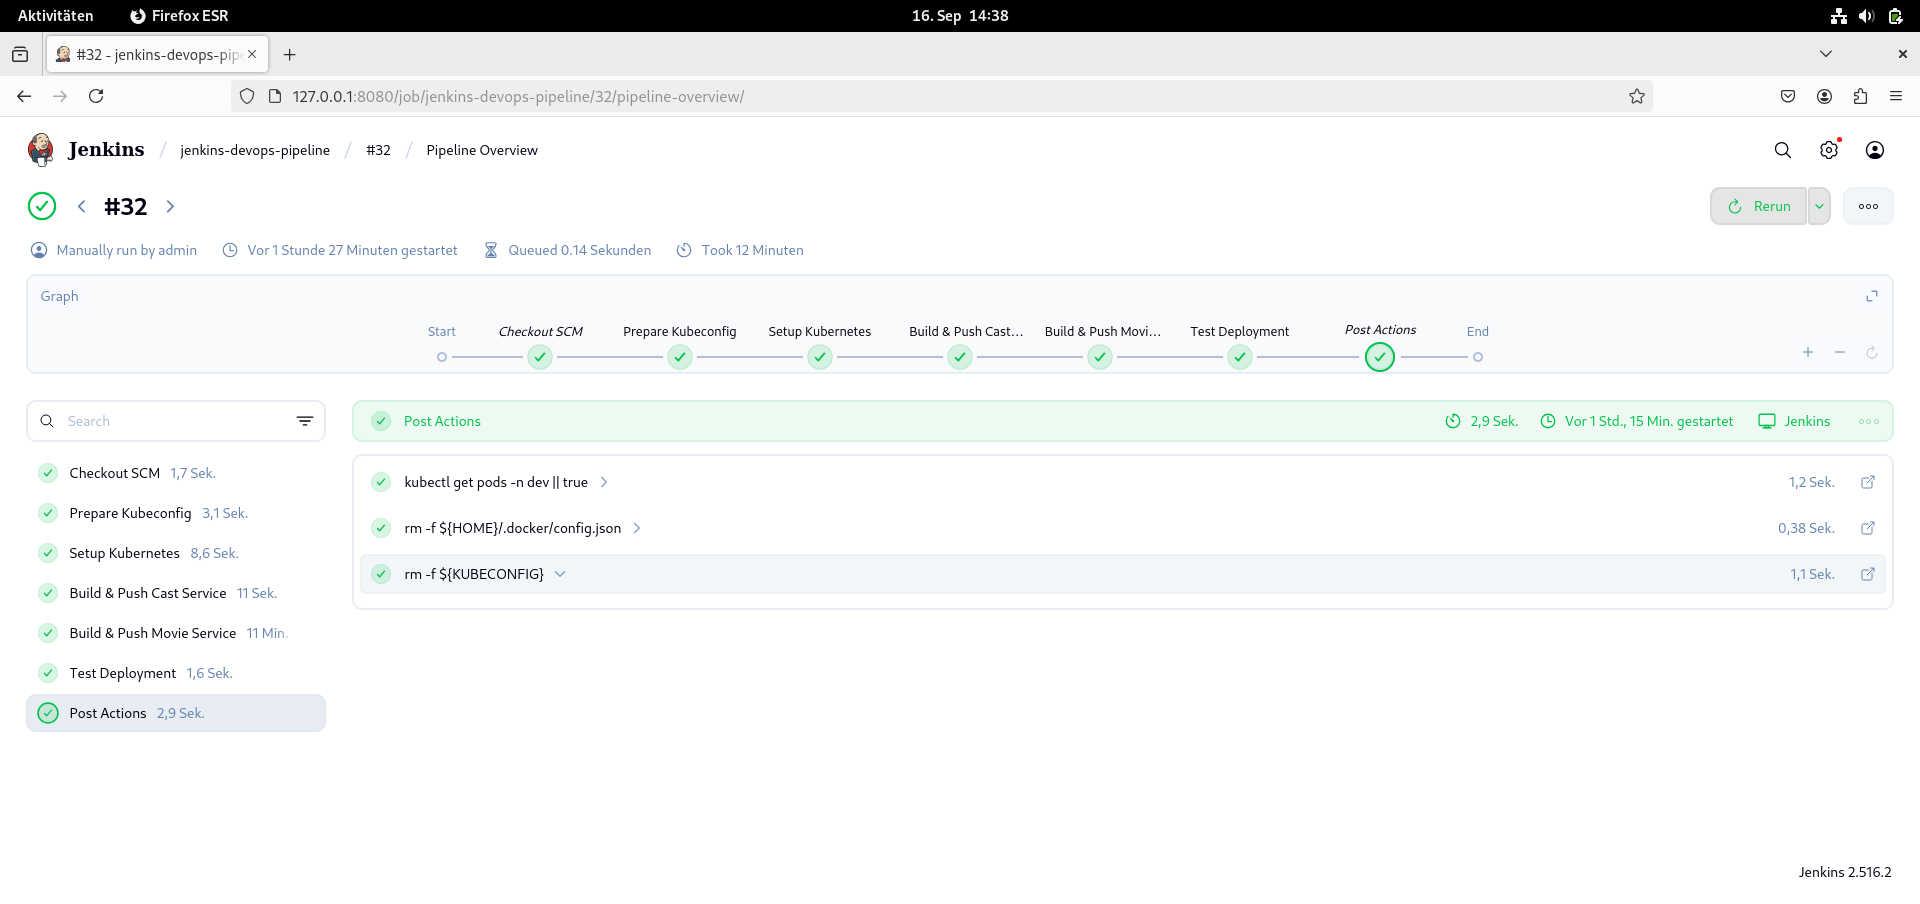 Aktivitäten
Firefox ESR
16. Sep 14:38
#32 - jenkins-devops-pip
127.0.0.1:8080/job/jenkins-devops-pipeline/32/pipeline-overview/
Jenkins / jenkins-devops-pipeline / #32 / Pipeline Overview
#32
Rerun
Manually run by admin
Vor 1 Stunde 27 Minuten gestartet
Queued 0.14 Sekunden
Took 12 Minuten
Graph
Start
Checkout SCM
Prepare Kubeconfig
Setup Kubernetes
Build & Push Cast...
Build & Push Movi...
Test Deployment
Post Actions
End
Search
Checkout SCM 1,7 Sek.
Prepare Kubeconfig 3,1 Sek.
Setup Kubernetes 8,6 Sek.
Build & Push Cast Service 11 Sek.
Build & Push Movie Service 11 Min.
Test Deployment 1,6 Sek.
Post Actions 2,9 Sek.
Post Actions
2,9 Sek.
Vor 1 Std., 15 Min. gestartet
Jenkins
kubectl get pods -n dev || true
1,2 Sek.
rm -f ${HOME}/.docker/config.json
0,38 Sek.
rm -f ${KUBECONFIG}
1,1 Sek.
Jenkins 2.516.2